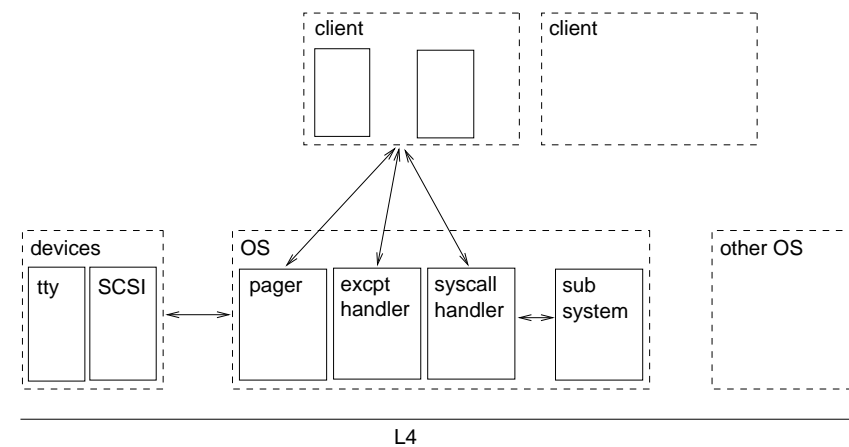 client
client
devices
OS
other OS
tty
SCSI
pager
excpt
handler
syscall
handler
sub
system
L4